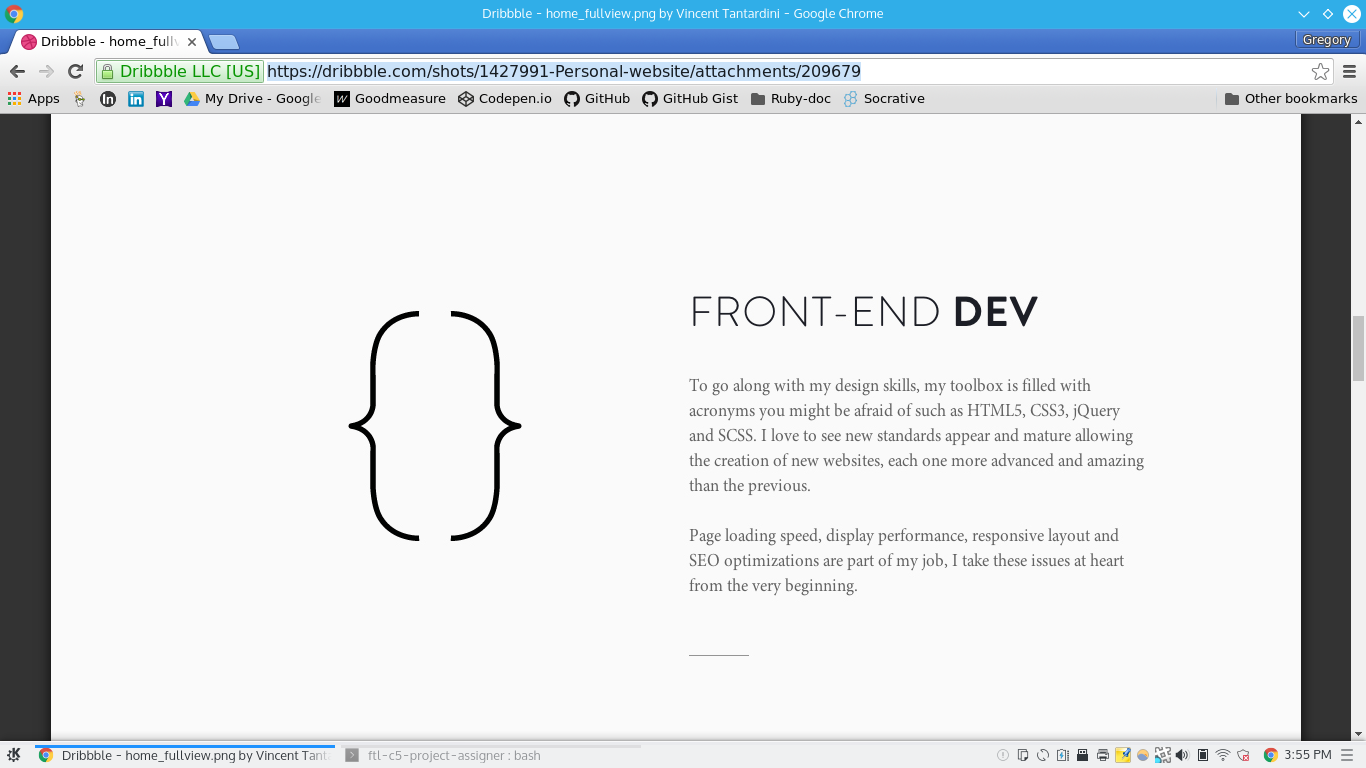 Dribbble - home_fullview.png by Vincent Tantardini - Google Chrome
Dribbble - home_full
Gregory
Dribbble LLC [US] https://dribbble.com/shots/1427991-Personal-website/attachments/209679
Apps My Drive - Google Goodmeasure Codepen.io GitHub GitHub Gist Ruby-doc Socrative Other bookmarks
FRONT-END DEV
To go along with my design skills, my toolbox is filled with
acronyms you might be afraid of such as HTML5, CSS3, jQuery
and SCSS. I love to see new standards appear and mature allowing
the creation of new websites, each one more advanced and amazing
than the previous.
Page loading speed, display performance, responsive layout and
SEO optimizations are part of my job, I take these issues at heart
from the very beginning.
Dribbble - home_fullview.png by Vincent Tant
ftl-c5-project-assigner : bash
3:55 PM